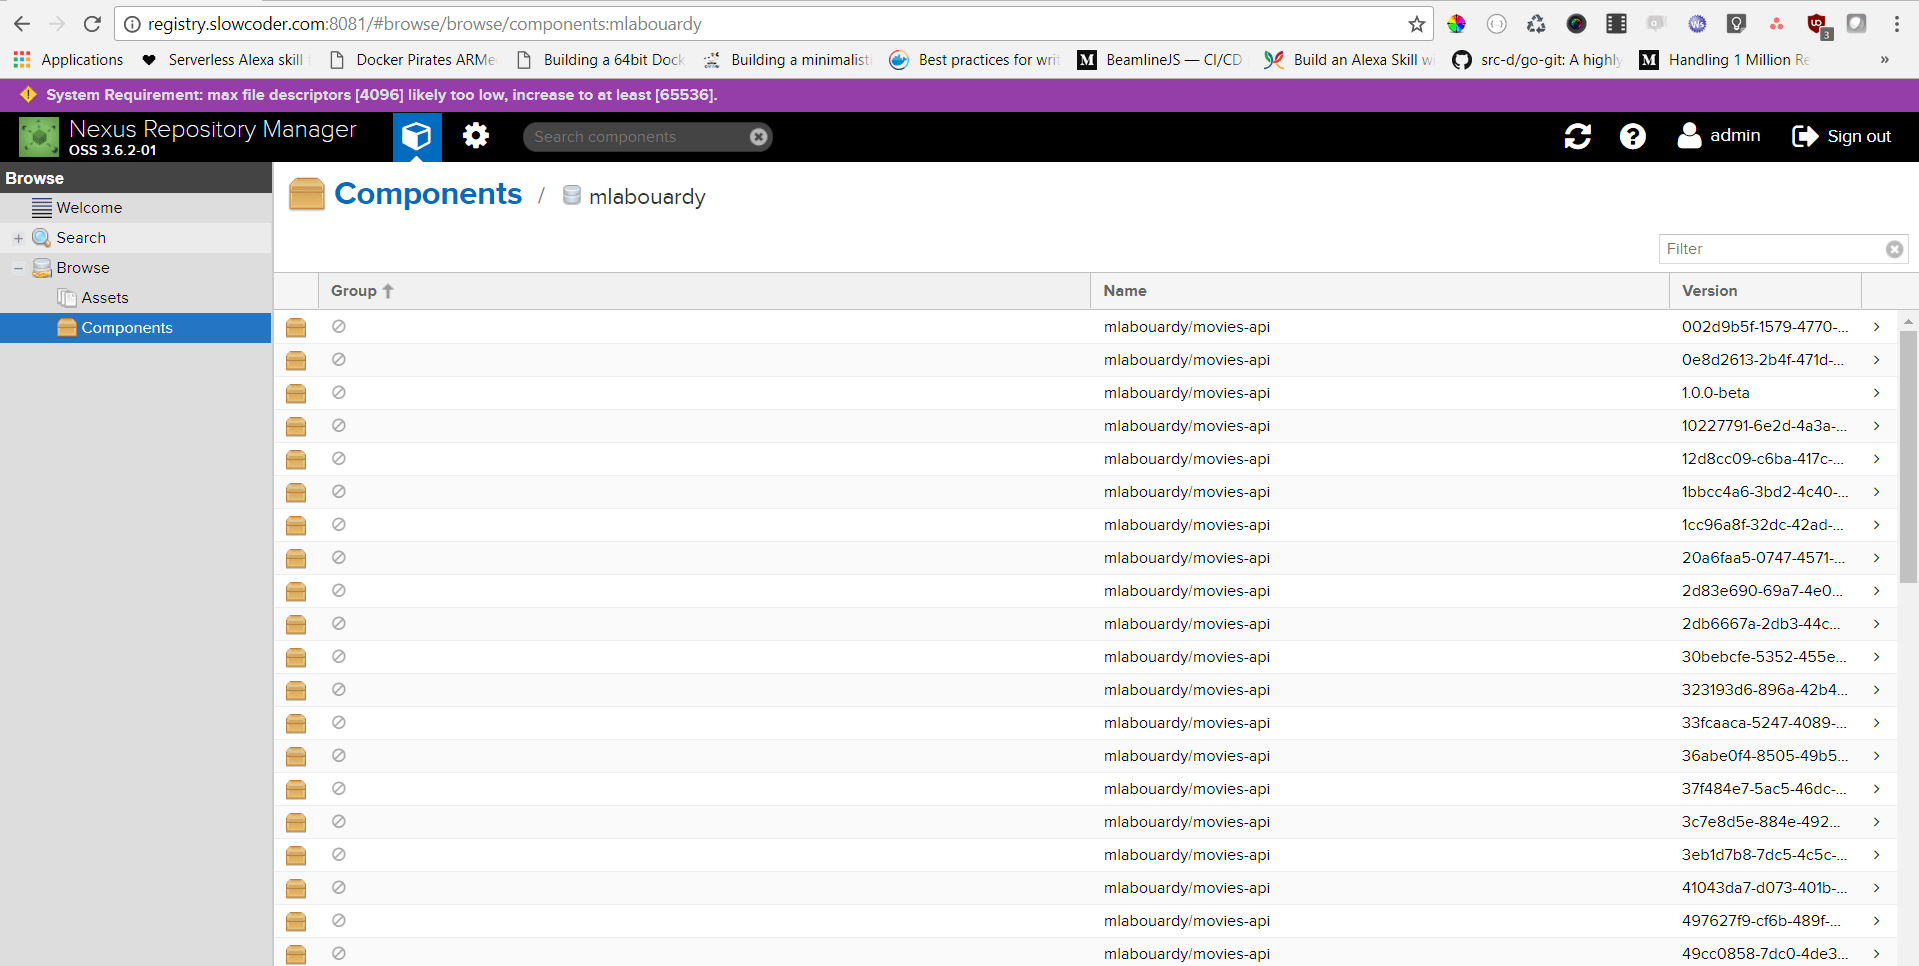 registry.slowcoder.com:8081/#browse/browse/components:mlabouardy
3
Applications Serverless Alexa skill Docker Pirates ARMe Building a 64bit Dock Building a minimalist Best practices for writ BeamlineJS — CI/CD Build an Alexa Skill wi src-d/go-git: A highly Handling 1 Million Re »
System Requirement: max file descriptors [4096] likely too low, increase to at least [65536].
Nexus Repository Manager
OSS 3.6.2-01
Search components
admin
Sign out
Browse
Welcome
Search
Browse
Assets
Components
Components / mlabouardy
Filter
Group Name Version
mlabouardy/movies-api 002d9b5f-1579-4770-...
mlabouardy/movies-api 0e8d2613-2b4f-471d-...
mlabouardy/movies-api 1.0.0-beta
mlabouardy/movies-api 10227791-6e2d-4a3a-...
mlabouardy/movies-api 12d8cc09-c6ba-417c-...
mlabouardy/movies-api 1bbcc4a6-3bd2-4c40-...
mlabouardy/movies-api 1cc96a8f-32dc-42ad-...
mlabouardy/movies-api 20a6faa5-0747-4571-...
mlabouardy/movies-api 2d83e690-69a7-4e0...
mlabouardy/movies-api 2db6667a-2db3-44c...
mlabouardy/movies-api 30bebcfe-5352-455e...
mlabouardy/movies-api 323193d6-896a-42b4...
mlabouardy/movies-api 33fcaaca-5247-4089-...
mlabouardy/movies-api 36abe0f4-8505-49b5...
mlabouardy/movies-api 37f484e7-5ac5-46dc-...
mlabouardy/movies-api 3c7e8d5e-884e-492...
mlabouardy/movies-api 3eb1d7b8-7dc5-4c5c-...
mlabouardy/movies-api 41043da7-d073-401b-...
mlabouardy/movies-api 497627f9-cf6b-489f-...
mlabouardy/movies-api 49cc0858-7dc0-4de3...